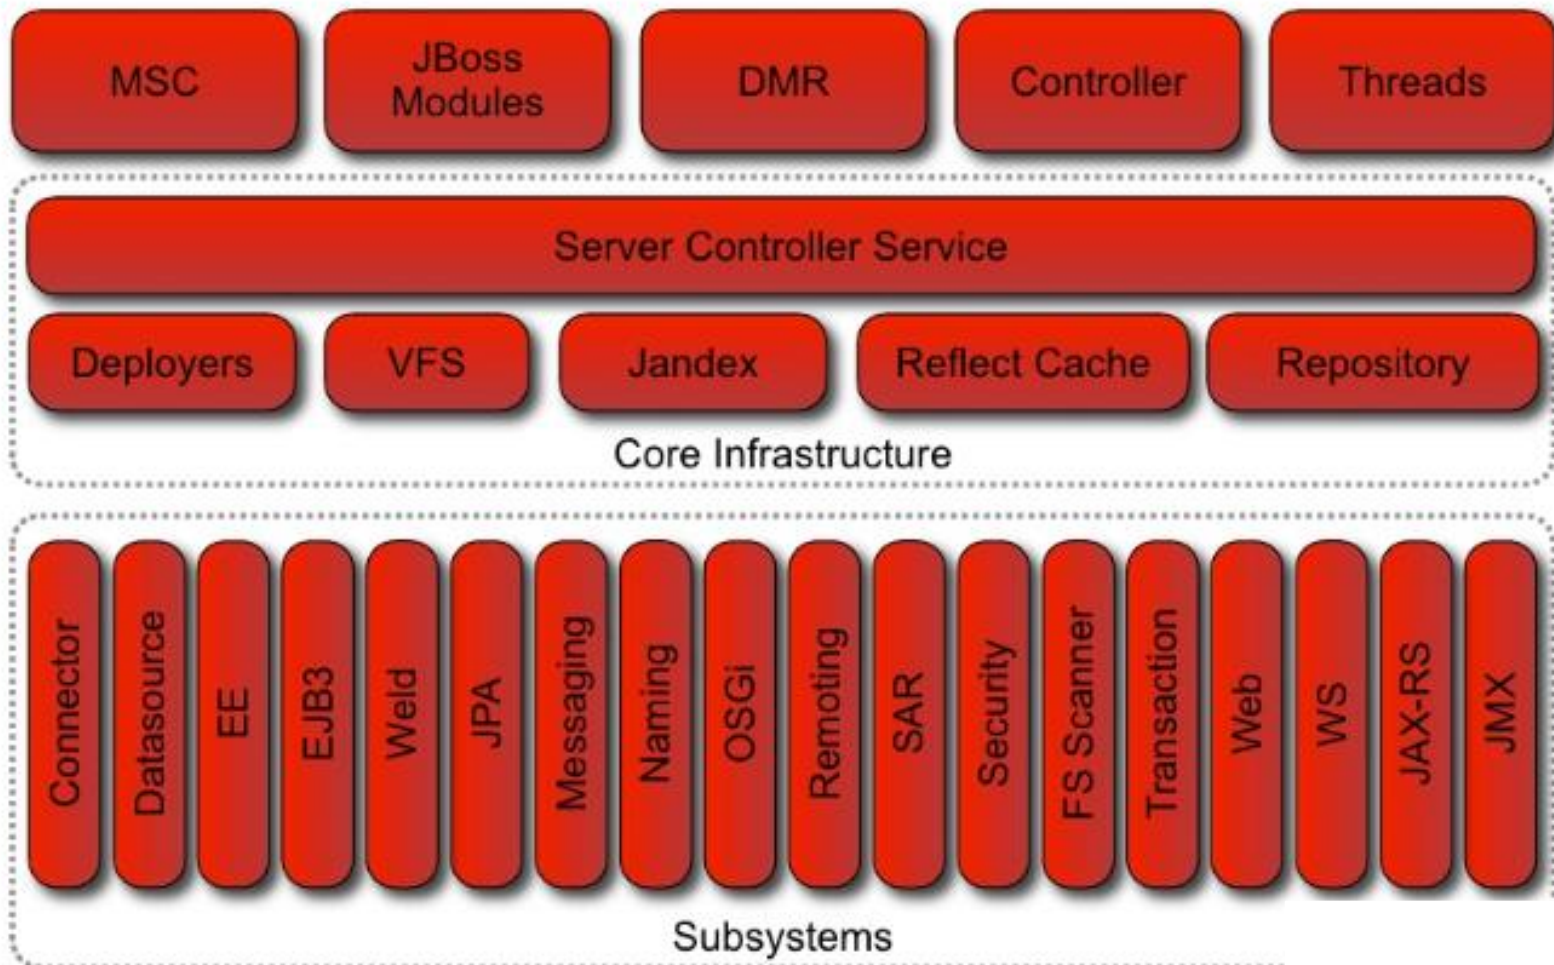 MSC
JBoss
Modules
DMR
Controller
Threads
Server Controller Service
Deployers
VFS
Jandex
Reflect Cache
Repository
Core Infrastructure
Connector
Datasource
EE
EJB3
Weld
JPA
Messaging
Naming
OSGi
Remoting
SAR
Security
FS Scanner
Transaction
Web
WS
JAX-RS
JMX
Subsystems